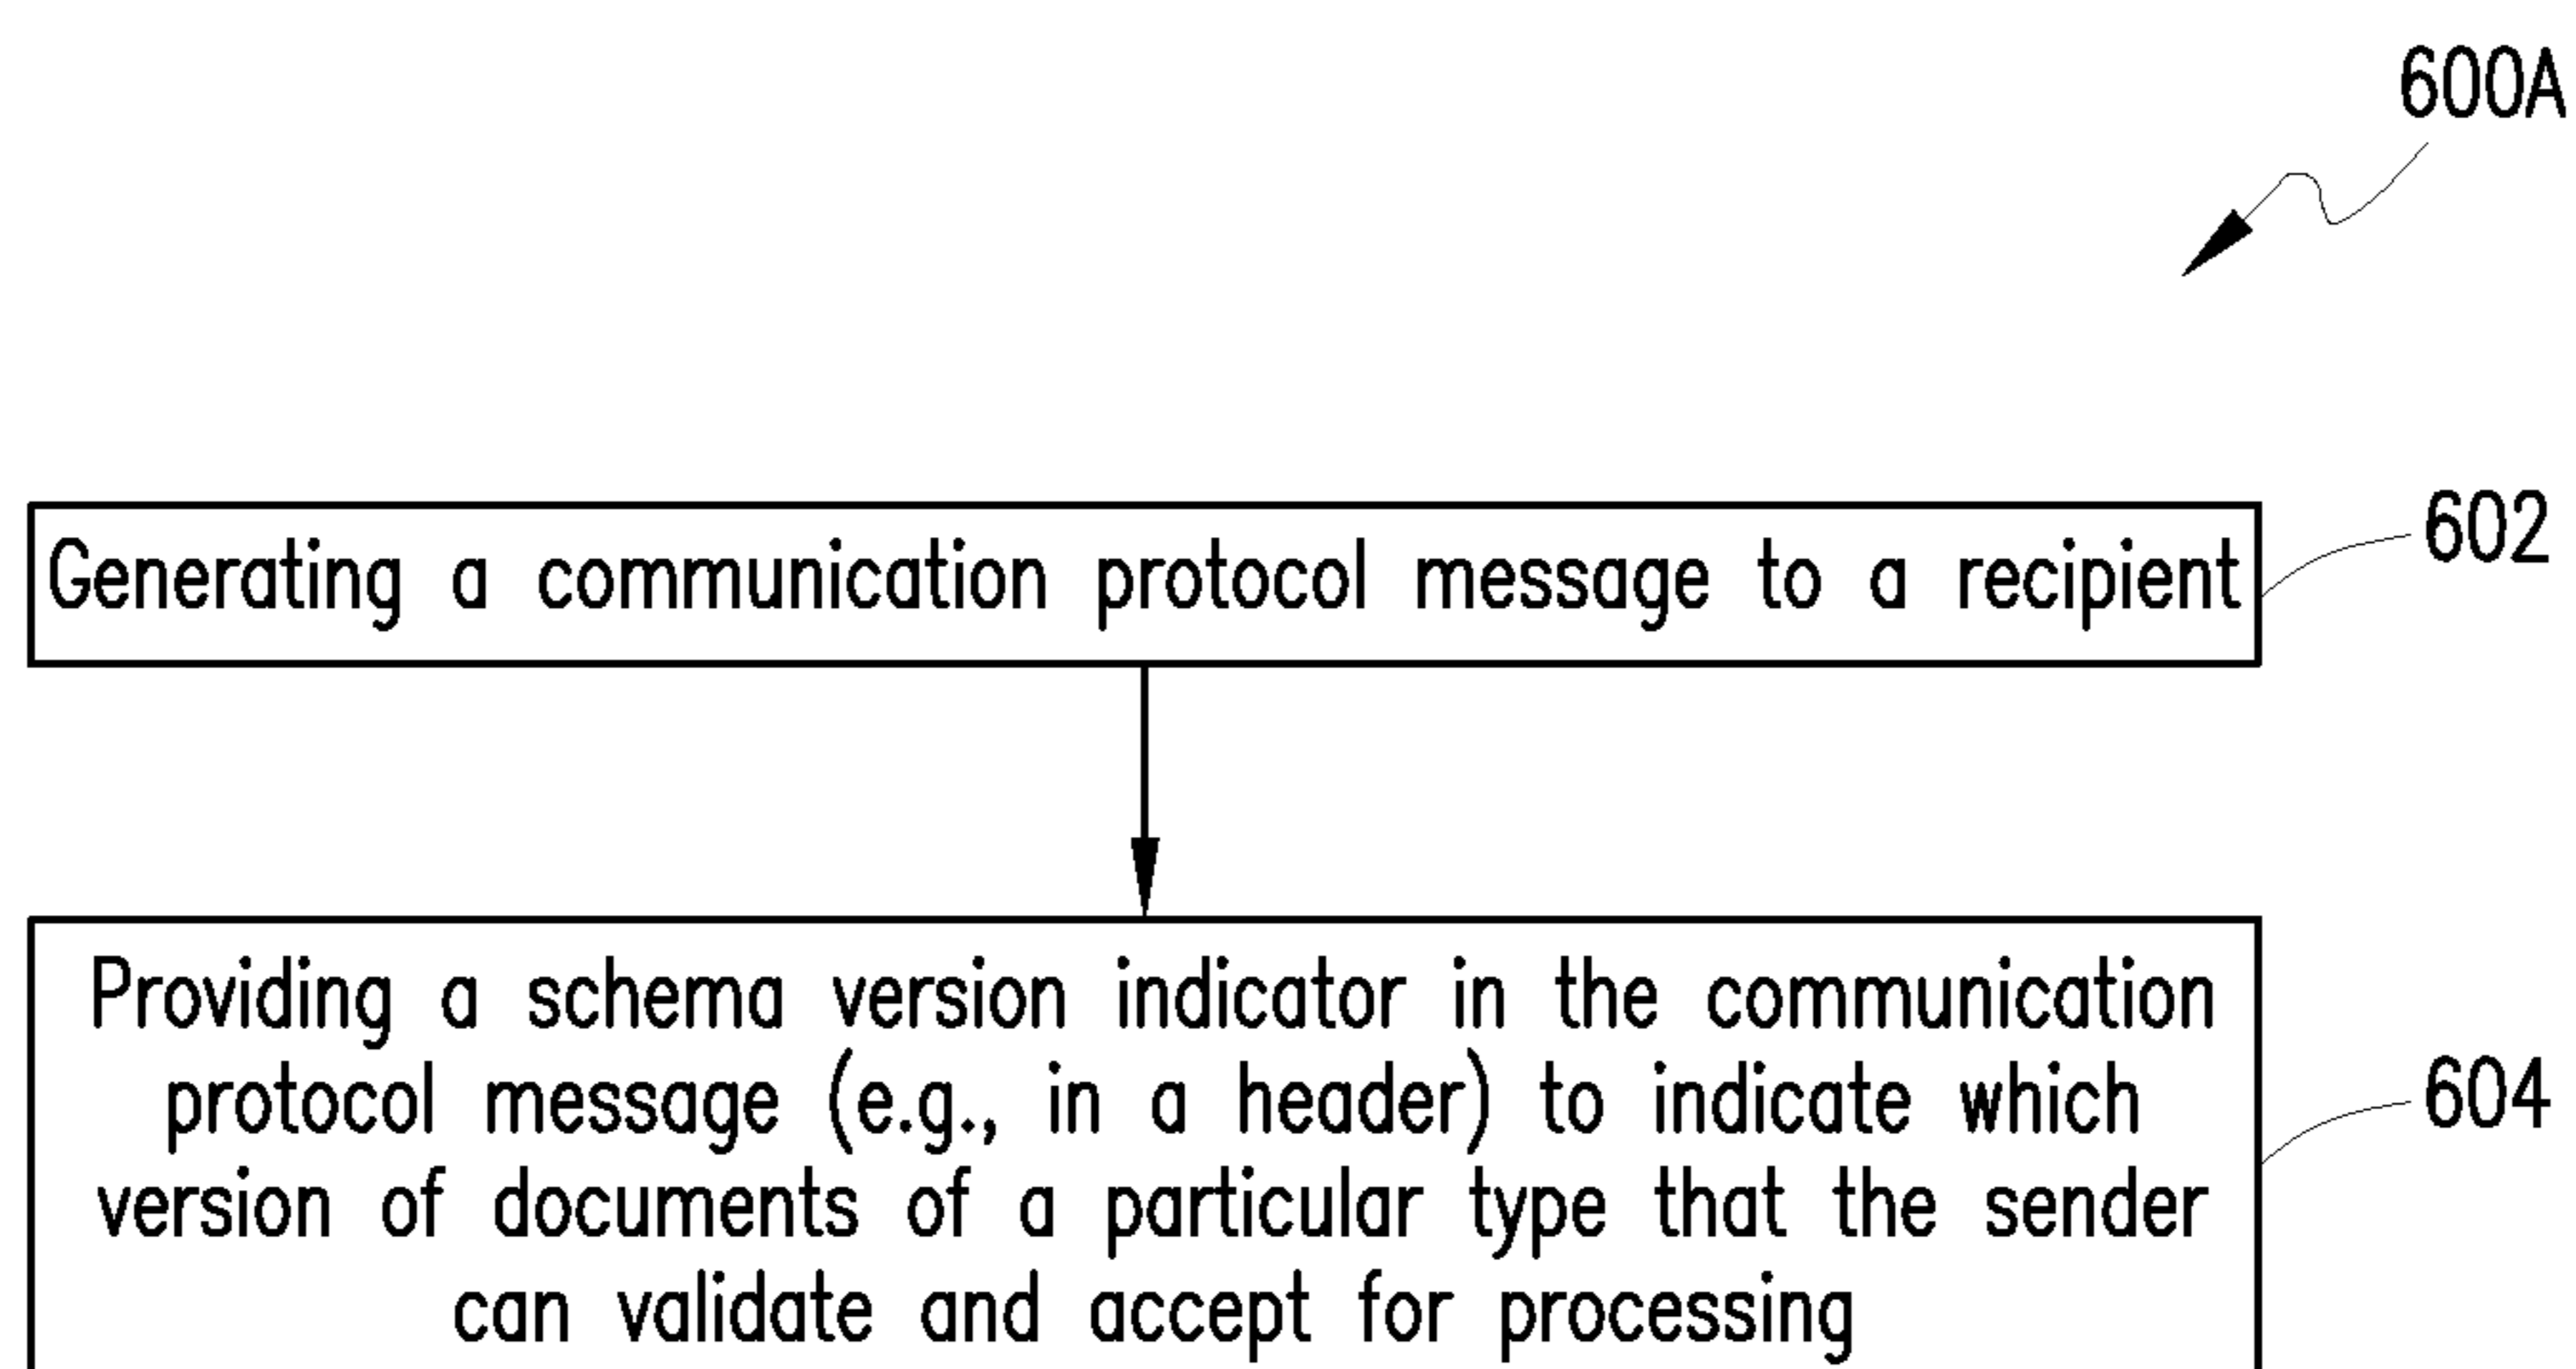 600A
Generating a communication protocol message to a recipient
602
Providing a schema version indicator in the communication
protocol message (e.g., in a header) to indicate which
version of documents of a particular type that the sender
can validate and accept for processing
604